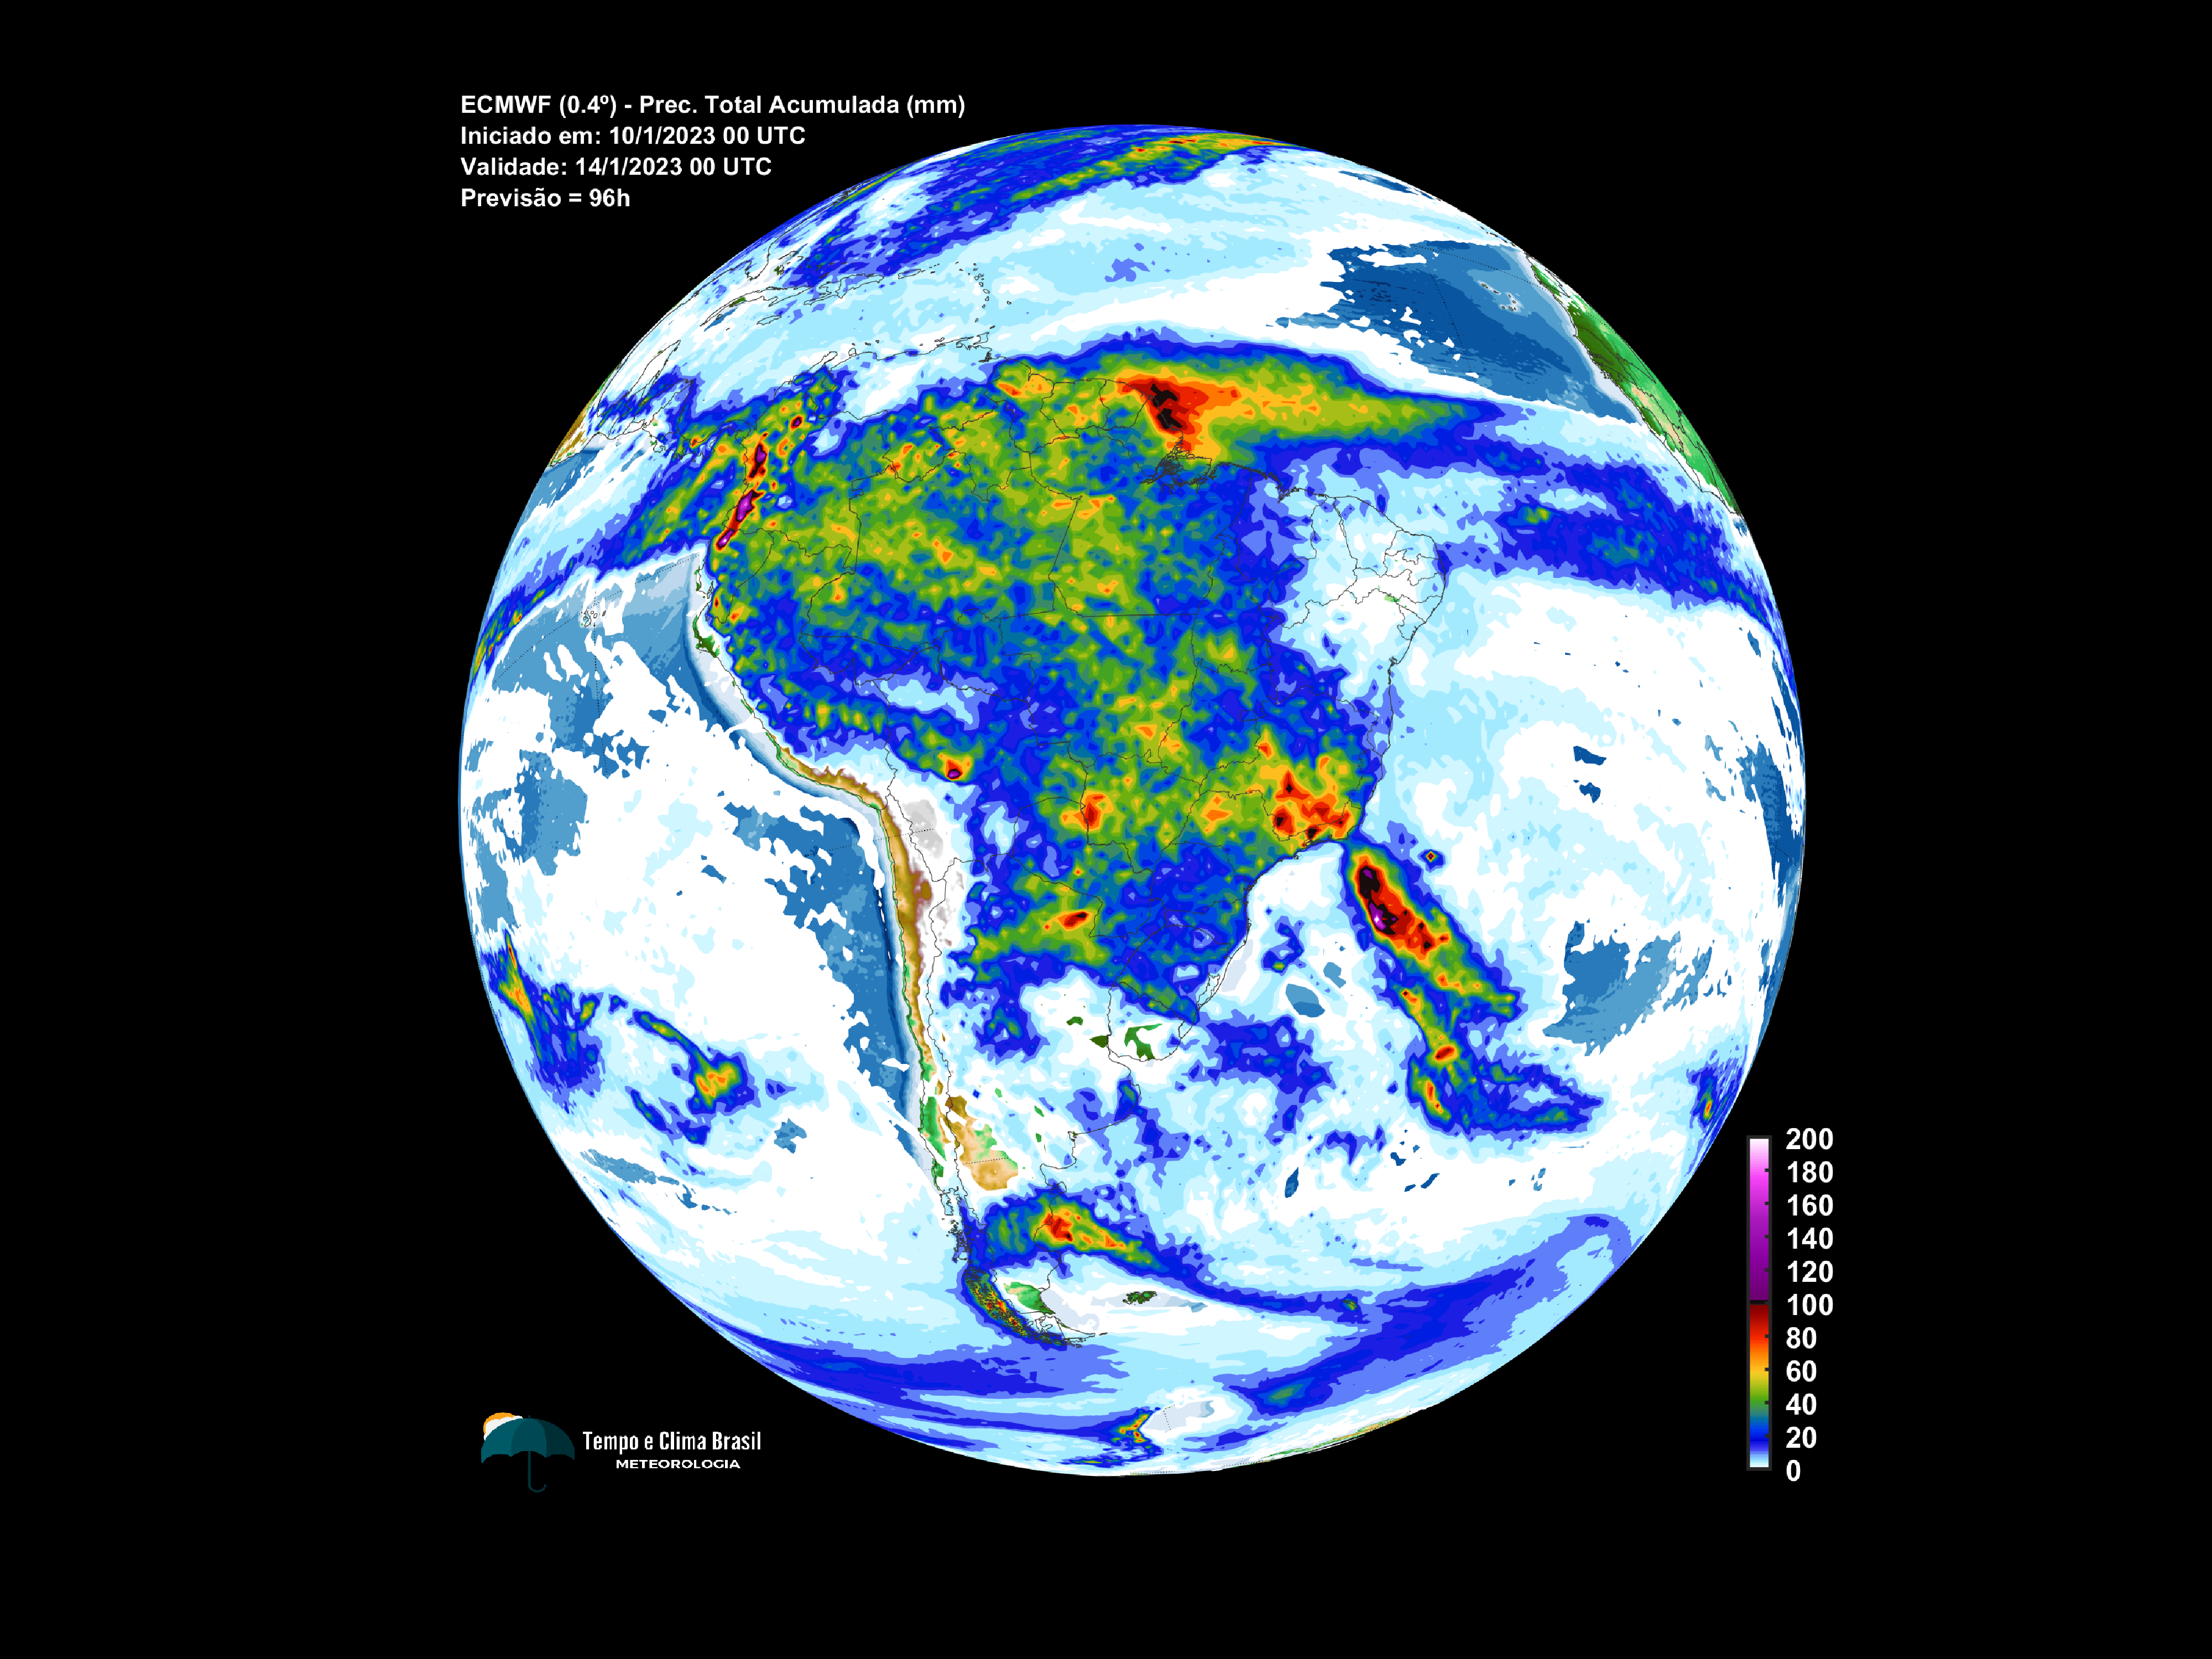 ECMWF (0.4º) - Prec. Total Acumulada (mm)
Iniciado em: 10/1/2023 00 UTC
Validade: 14/1/2023 00 UTC
Previsão = 96h
200
180
160
140
120
100
80
60
40
20
0
Tempo e Clima Brasil
METEOROLOGIA